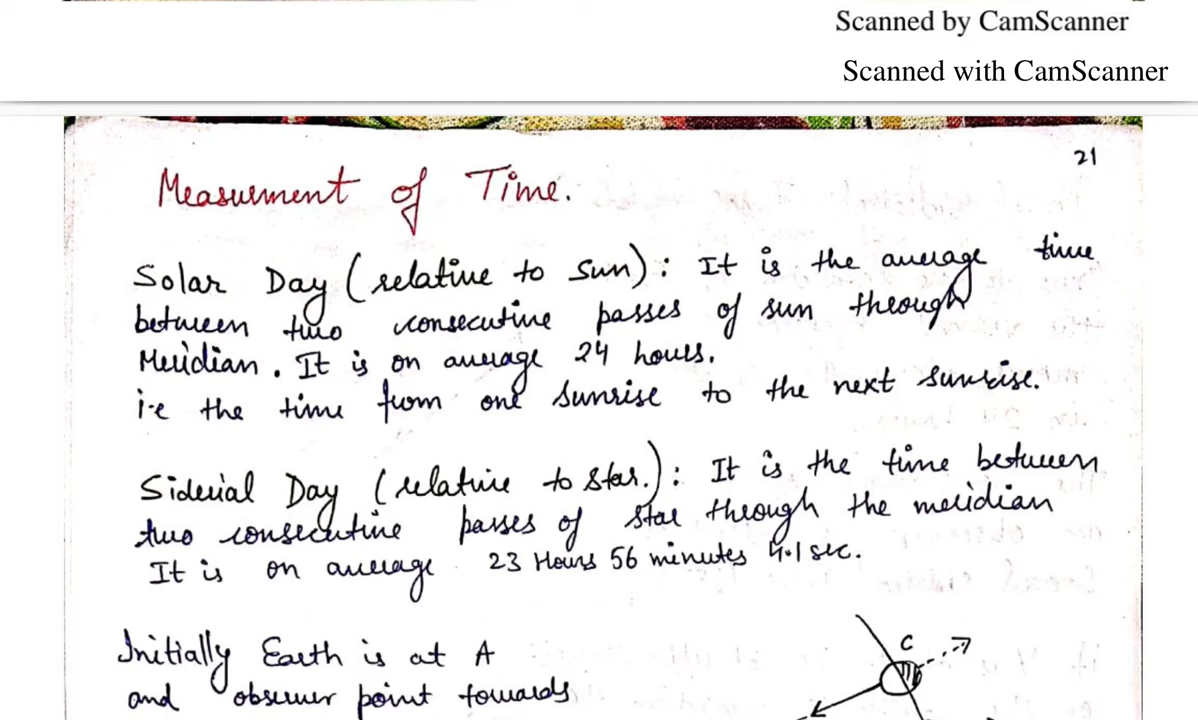 Scanned by CamScanner
Scanned with CamScanner
21
Measurment of Time.
Solar Day (relative to sun) : It is the average time
between two consecutive passes of sun through
Meridian. It is on average 24 hours.
i.e the time from one sunrise to the next sunrise.
Siderial Day (relative to star.) : It is the time between
two consecutive passes of star through the meridian
It is on average 23 Hours 56 minutes 4.1 sec.
Initially Earth is at A
and observer point towards
C